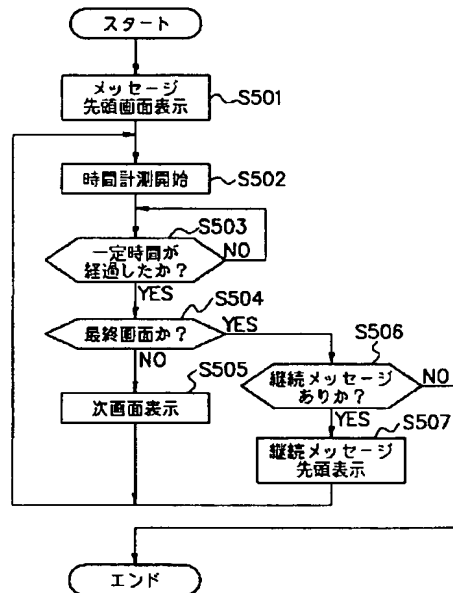 スタート
メッセージ
先頭画面表示
S501
時間計測開始
S502
S503
一定時間が
経過したか？
NO
YES
S504
最終画面か？
YES
NO
S506
S505
継続メッセージ
ありか？
NO
次画面表示
YES
S507
継続メッセージ
先頭表示
エンド